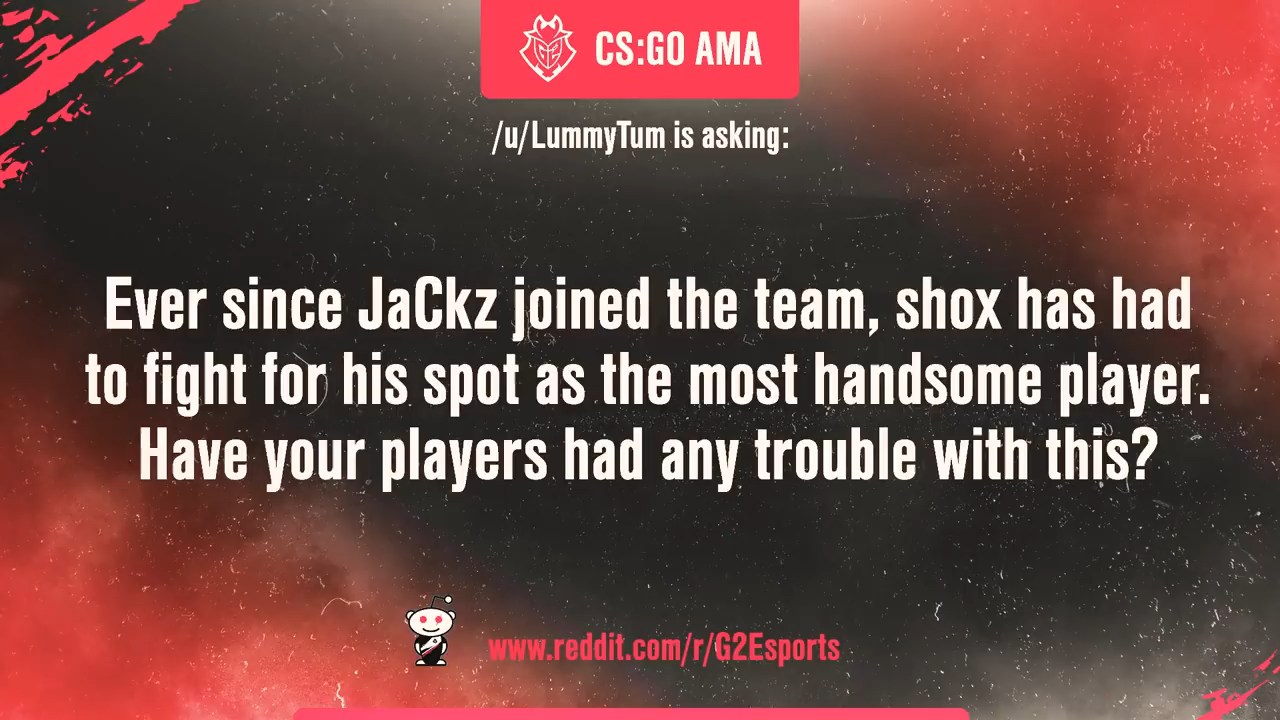 CS:GO AMA
/u/LummyTum is asking:
Ever since JaCkz joined the team, shox has had
to fight for his spot as the most handsome player.
Have your players had any trouble with this?
www.reddit.com/r/G2Esports